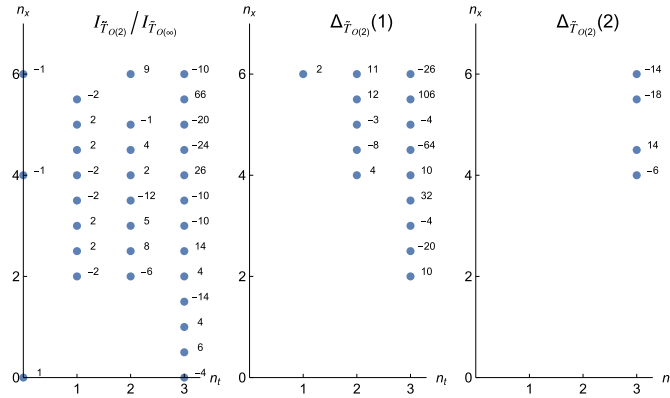 n_x I_{T̃_{O(2)}} / I_{T̃_{O(∞)}}
6 −1 9 −10
−2 66
2 −1 −20
2 4 −24
4 −1 −2 2 26
−2 −12 −10
2 5 −10
2 8 14
2 −2 −6 4
−14
4
6
0 1 −4 n_t
1 2 3
n_x Δ_{T̃_{O(2)}}(1)
6 2 11 −26
12 106
−3 −4
−8 −64
4 4 10
32
−4
−20
2 10
0 n_t
1 2 3
n_x Δ_{T̃_{O(2)}}(2)
6 −14
−18
14
4 −6
2
0 n
1 2 3